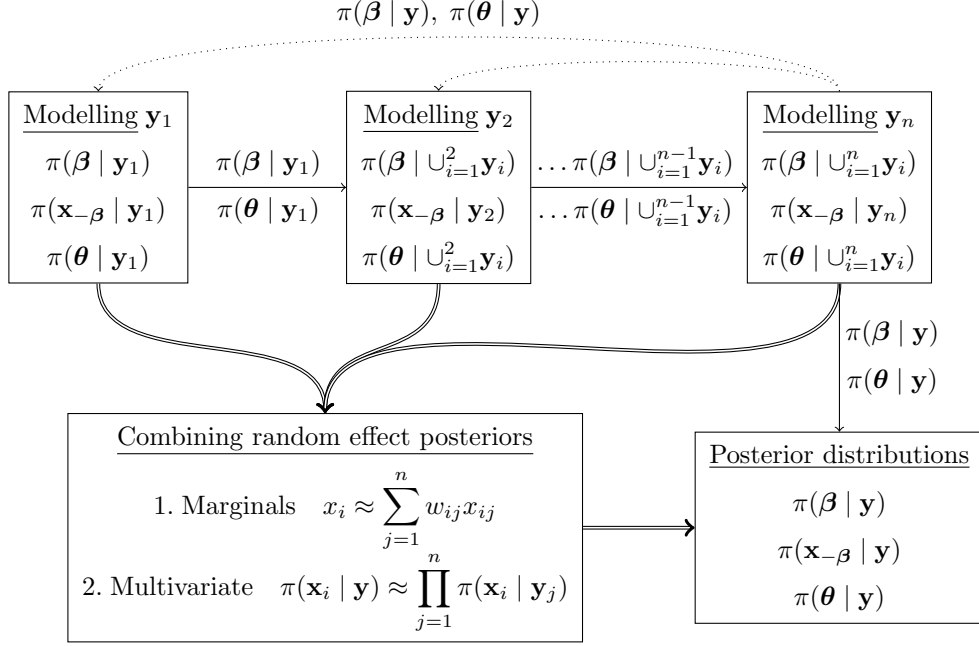 π(β | y), π(θ | y)
Modelling y₁
π(β | y₁)
π(x₋β | y₁)
π(θ | y₁)
π(β | y₁)
π(θ | y₁)
Modelling y₂
π(β | ∪²ᵢ₌₁yᵢ)
π(x₋β | y₂)
π(θ | ∪²ᵢ₌₁yᵢ)
… π(β | ∪ⁿ⁻¹ᵢ₌₁yᵢ)
… π(θ | ∪ⁿ⁻¹ᵢ₌₁yᵢ)
Modelling yₙ
π(β | ∪ⁿᵢ₌₁yᵢ)
π(x₋β | yₙ)
π(θ | ∪ⁿᵢ₌₁yᵢ)
π(β | y)
π(θ | y)
Combining random effect posteriors
1. Marginals xᵢ ≈ ∑ⁿⱼ₌₁ wᵢⱼxᵢⱼ
2. Multivariate π(xᵢ | y) ≈ ∏ⁿⱼ₌₁ π(xᵢ | yⱼ)
Posterior distributions
π(β | y)
π(x₋β | y)
π(θ | y)